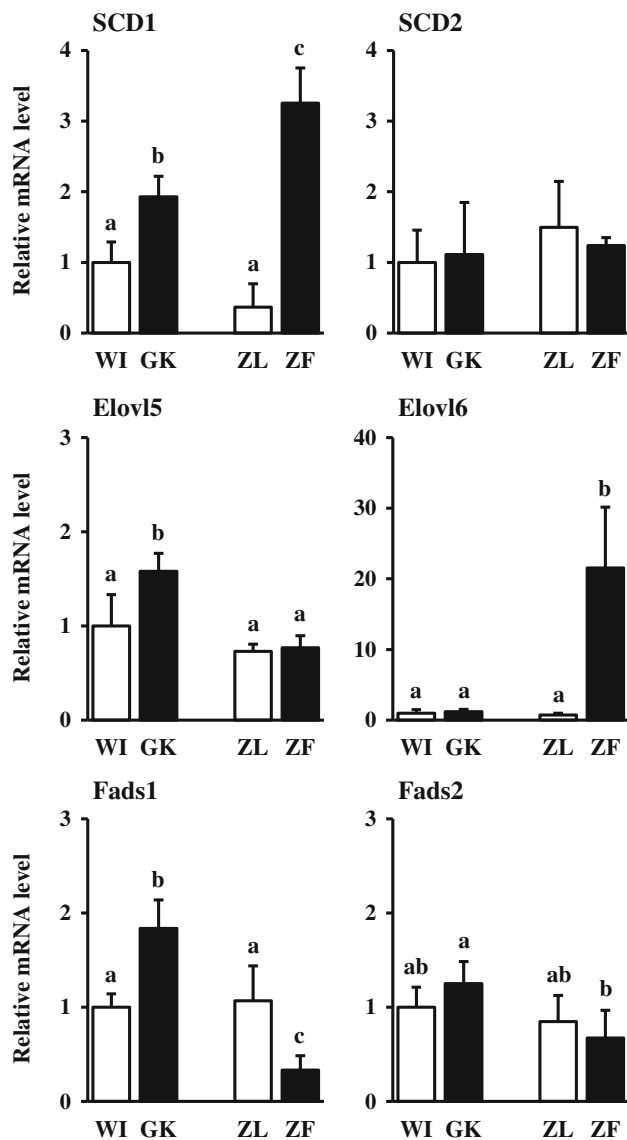 SCD1 SCD2
Relative mRNA level
4 4
c
3 3
b
2 2
a a
1 1
0 0
WI GK ZL ZF WI GK ZL ZF
Elovl5 Elovl6
Relative mRNA level
3 40
b
30
b
2
a 20
a a
1
10
a a a
0 0
WI GK ZL ZF WI GK ZL ZF
Fads1 Fads2
Relative mRNA level
3 3
b
2 2
a a ab a ab b
1 1
c
0 0
WI GK ZL ZF WI GK ZL ZF